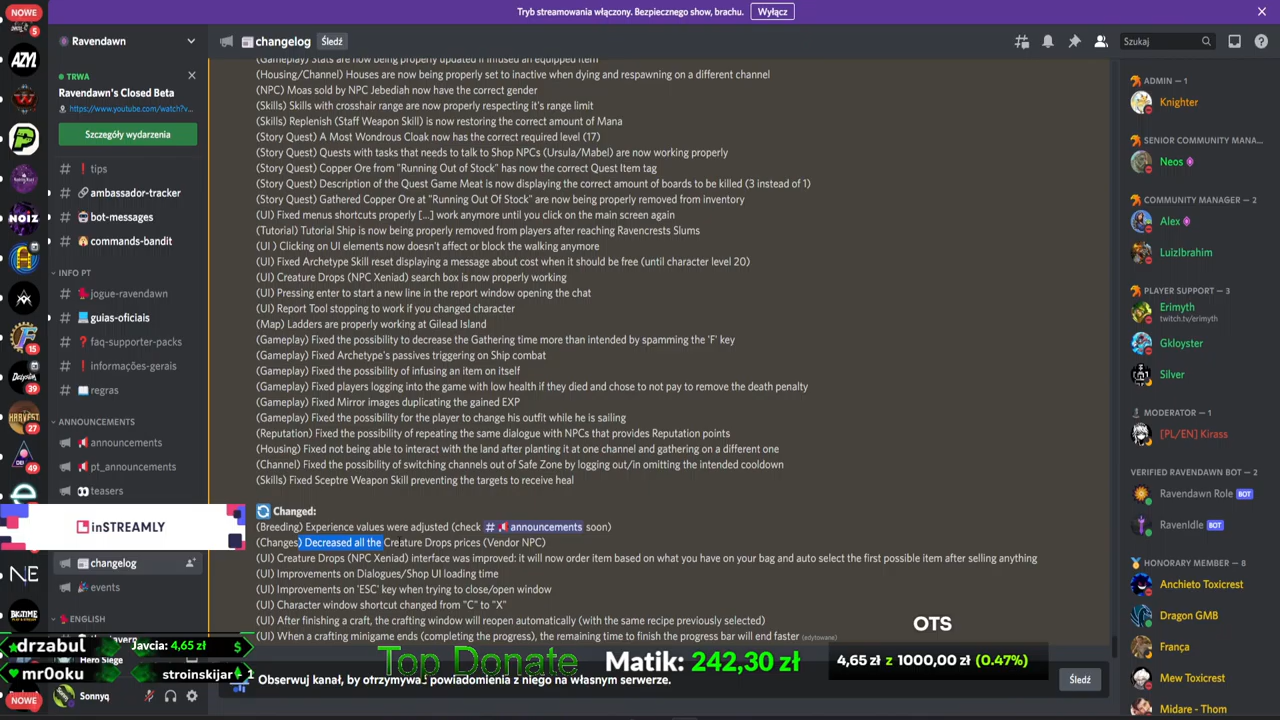 Tryb streamowania włączony. Bezpiecznego show, brachu.
Wyłącz
NOWE
5
15
39
27
49
NOWE
Ravendawn
TRWA
Ravendawn's Closed Beta
https://www.youtube.com/watch?v...
Szczegóły wydarzenia
tips
ambassador-tracker
bot-messages
commands-bandit
INFO PT
jogue-ravendawn
guias-oficiais
faq-supporter-packs
informações-gerais
regras
ANNOUNCEMENTS
announcements
pt_announcements
teasers
inSTREAMLY
changelog
events
ENGLISH
drzabul
Javcia: 4,65 zł
$
Hero Siege
mr0oku
stroinskijar
1
Sonnyq
changelog
Śledź
Szukaj
(Gameplay) Stats are now being properly updated if infused an equipped item
(Housing/Channel) Houses are now being properly set to inactive when dying and respawning on a different channel
(NPC) Moas sold by NPC Jebediah now have the correct gender
(Skills) Skills with crosshair range are now properly respecting it's range limit
(Skills) Replenish (Staff Weapon Skill) is now restoring the correct amount of Mana
(Story Quest) A Most Wondrous Cloak now has the correct required level (17)
(Story Quest) Quests with tasks that needs to talk to Shop NPCs (Ursula/Mabel) are now working properly
(Story Quest) Copper Ore from "Running Out of Stock" has now the correct Quest Item tag
(Story Quest) Description of the Quest Game Meat is now displaying the correct amount of boards to be killed (3 instead of 1)
(Story Quest) Gathered Copper Ore at "Running Out Of Stock" are now being properly removed from inventory
(UI) Fixed menus shortcuts properly [...] work anymore until you click on the main screen again
(Tutorial) Tutorial Ship is now being properly removed from players after reaching Ravencrests Slums
(UI ) Clicking on UI elements now doesn't affect or block the walking anymore
(UI) Fixed Archetype Skill reset displaying a message about cost when it should be free (until character level 20)
(UI) Creature Drops (NPC Xeniad) search box is now properly working
(UI) Pressing enter to start a new line in the report window opening the chat
(UI) Report Tool stopping to work if you changed character
(Map) Ladders are properly working at Gilead Island
(Gameplay) Fixed the possibility to decrease the Gathering time more than intended by spamming the 'F' key
(Gameplay) Fixed Archetype's passives triggering on Ship combat
(Gameplay) Fixed the possibility of infusing an item on itself
(Gameplay) Fixed players logging into the game with low health if they died and chose to not pay to remove the death penalty
(Gameplay) Fixed Mirror images duplicating the gained EXP
(Gameplay) Fixed the possibility for the player to change his outfit while he is sailing
(Reputation) Fixed the possibility of repeating the same dialogue with NPCs that provides Reputation points
(Housing) Fixed not being able to interact with the land after planting it at one channel and gathering on a different one
(Channel) Fixed the possibility of switching channels out of Safe Zone by logging out/in omitting the intended cooldown
(Skills) Fixed Sceptre Weapon Skill preventing the targets to receive heal
Changed:
(Breeding) Experience values were adjusted (check # announcements soon)
(Changes) Decreased all the Creature Drops prices (Vendor NPC)
(UI) Creature Drops (NPC Xeniad) interface was improved: it will now order item based on what you have on your bag and auto select the first possible item after selling anything
(UI) Improvements on Dialogues/Shop UI loading time
(UI) Improvements on 'ESC' key when trying to close/open window
(UI) Character window shortcut changed from "C" to "X"
(UI) After finishing a craft, the crafting window will reopen automatically (with the same recipe previously selected)
(UI) When a crafting minigame ends (completing the progress), the remaining time to finish the progress bar will end faster (edytowane)
OTS
Top Donate
Matik: 242,30 zł
4,65 zł z 1000,00 zł (0.47%)
Obserwuj kanał, by otrzymywać powiadomienia z niego na własnym serwerze.
Śledź
ADMIN — 1
Knighter
SENIOR COMMUNITY MANA...
Neos
COMMUNITY MANAGER — 2
Alex
LuizIbrahim
PLAYER SUPPORT — 3
Erimyth
twitch.tv/erimyth
Gkloyster
Silver
MODERATOR — 1
[PL/EN] Kirass
VERIFIED RAVENDAWN BOT — 2
Ravendawn Role BOT
RavenIdle BOT
HONORARY MEMBER — 8
Anchieto Toxicrest
Dragon GMB
França
Mew Toxicrest
Midare - Thom